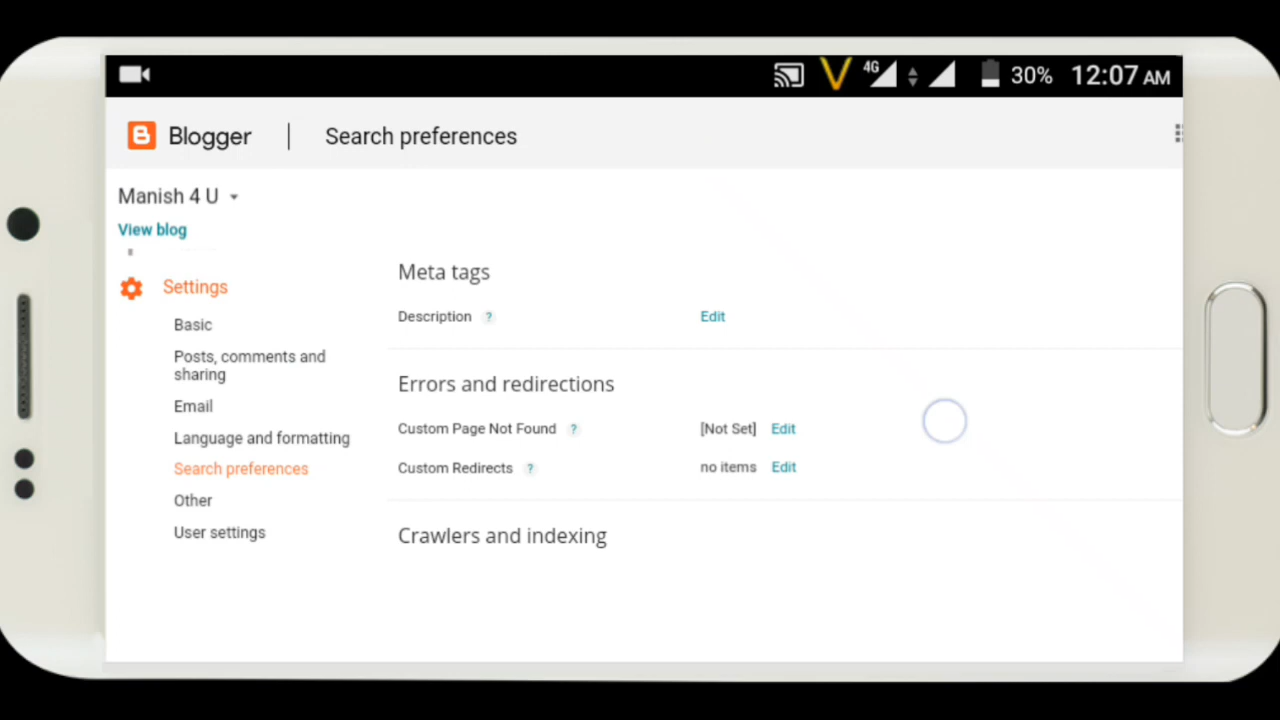 4G 30% 12:07 AM
Blogger | Search preferences
Manish 4 U
View blog
Settings
Basic
Posts, comments and
sharing
Email
Language and formatting
Search preferences
Other
User settings
Meta tags
Description ? Edit
Errors and redirections
Custom Page Not Found ? [Not Set] Edit
Custom Redirects ? no items Edit
Crawlers and indexing